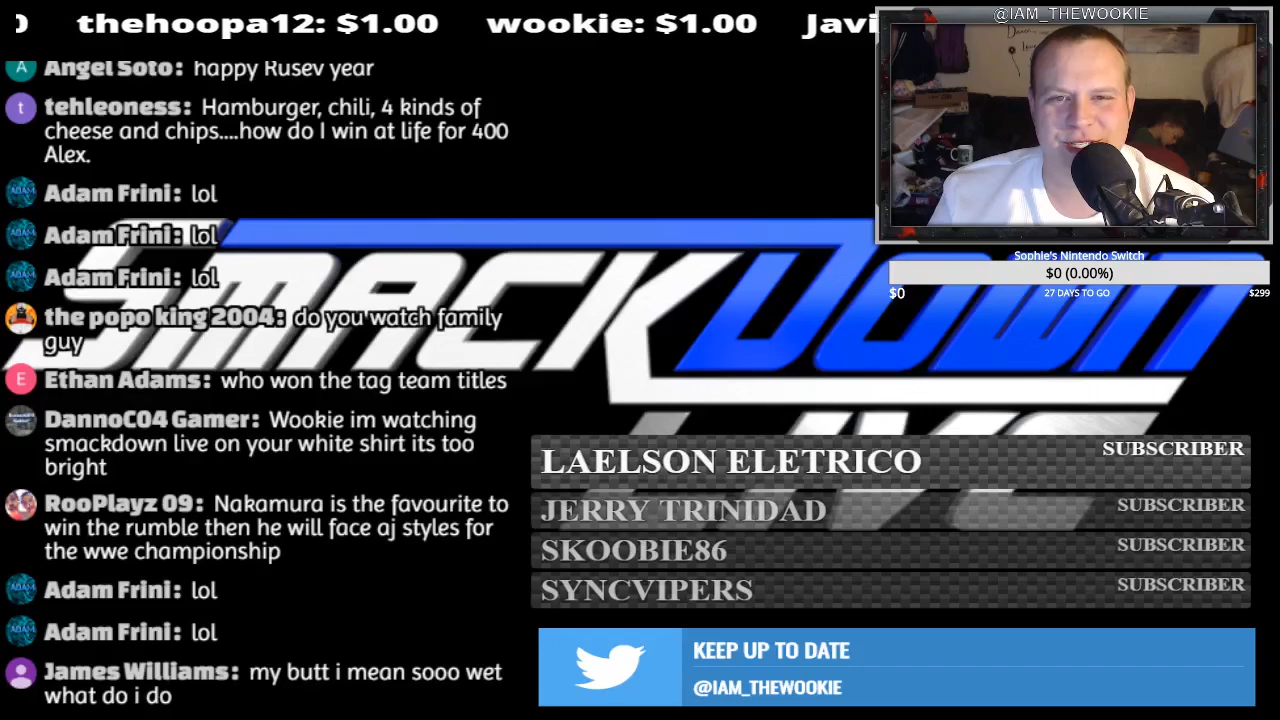 thehoopa12: $1.00 wookie: $1.00 Javi
@IAM_THEWOOKIE
A Angel Soto: happy Rusev year
t tehleoness: Hamburger, chili, 4 kinds of
cheese and chips....how do I win at life for 400
Alex.
Adam Frini: lol
Adam Frini: lol
Adam Frini: lol
the popo king 2004: do you watch family
guy
E Ethan Adams: who won the tag team titles
DannoC04 Gamer: Wookie im watching
smackdown live on your white shirt its too
bright
RooPlayz 09: Nakamura is the favourite to
win the rumble then he will face aj styles for
the wwe championship
Adam Frini: lol
Adam Frini: lol
James Williams: my butt i mean sooo wet
what do i do
Sophie's Nintendo Switch
$0 (0.00%)
$0 27 DAYS TO GO $299
SMACKDOWN
LIVE
LAELSON ELETRICO SUBSCRIBER
JERRY TRINIDAD SUBSCRIBER
SKOOBIE86 SUBSCRIBER
SYNCVIPERS SUBSCRIBER
KEEP UP TO DATE
@IAM_THEWOOKIE